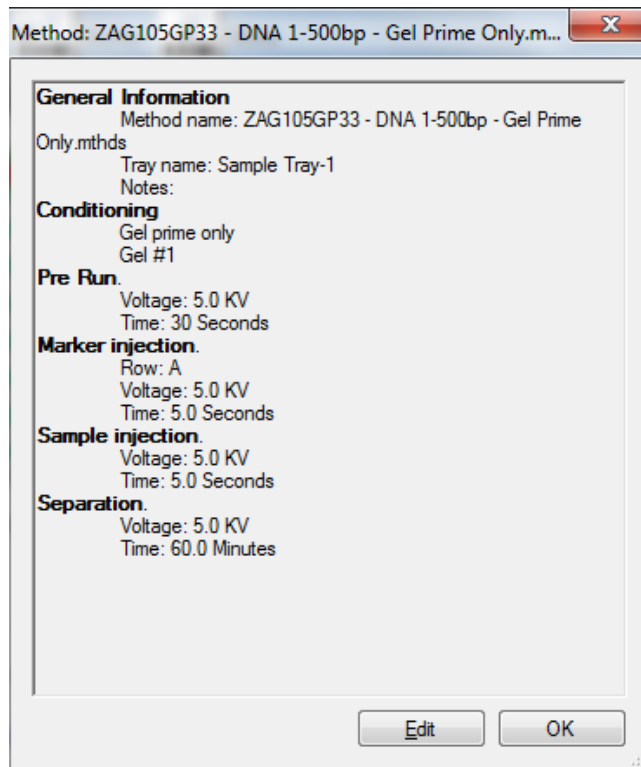 Method: ZAG105GP33 - DNA 1-500bp - Gel Prime Only.m...
General Information
Method name: ZAG105GP33 - DNA 1-500bp - Gel Prime
Only.mthds
Tray name: Sample Tray-1
Notes:
Conditioning
Gel prime only
Gel #1
Pre Run.
Voltage: 5.0 KV
Time: 30 Seconds
Marker injection.
Row: A
Voltage: 5.0 KV
Time: 5.0 Seconds
Sample injection.
Voltage: 5.0 KV
Time: 5.0 Seconds
Separation.
Voltage: 5.0 KV
Time: 60.0 Minutes
Edit
OK